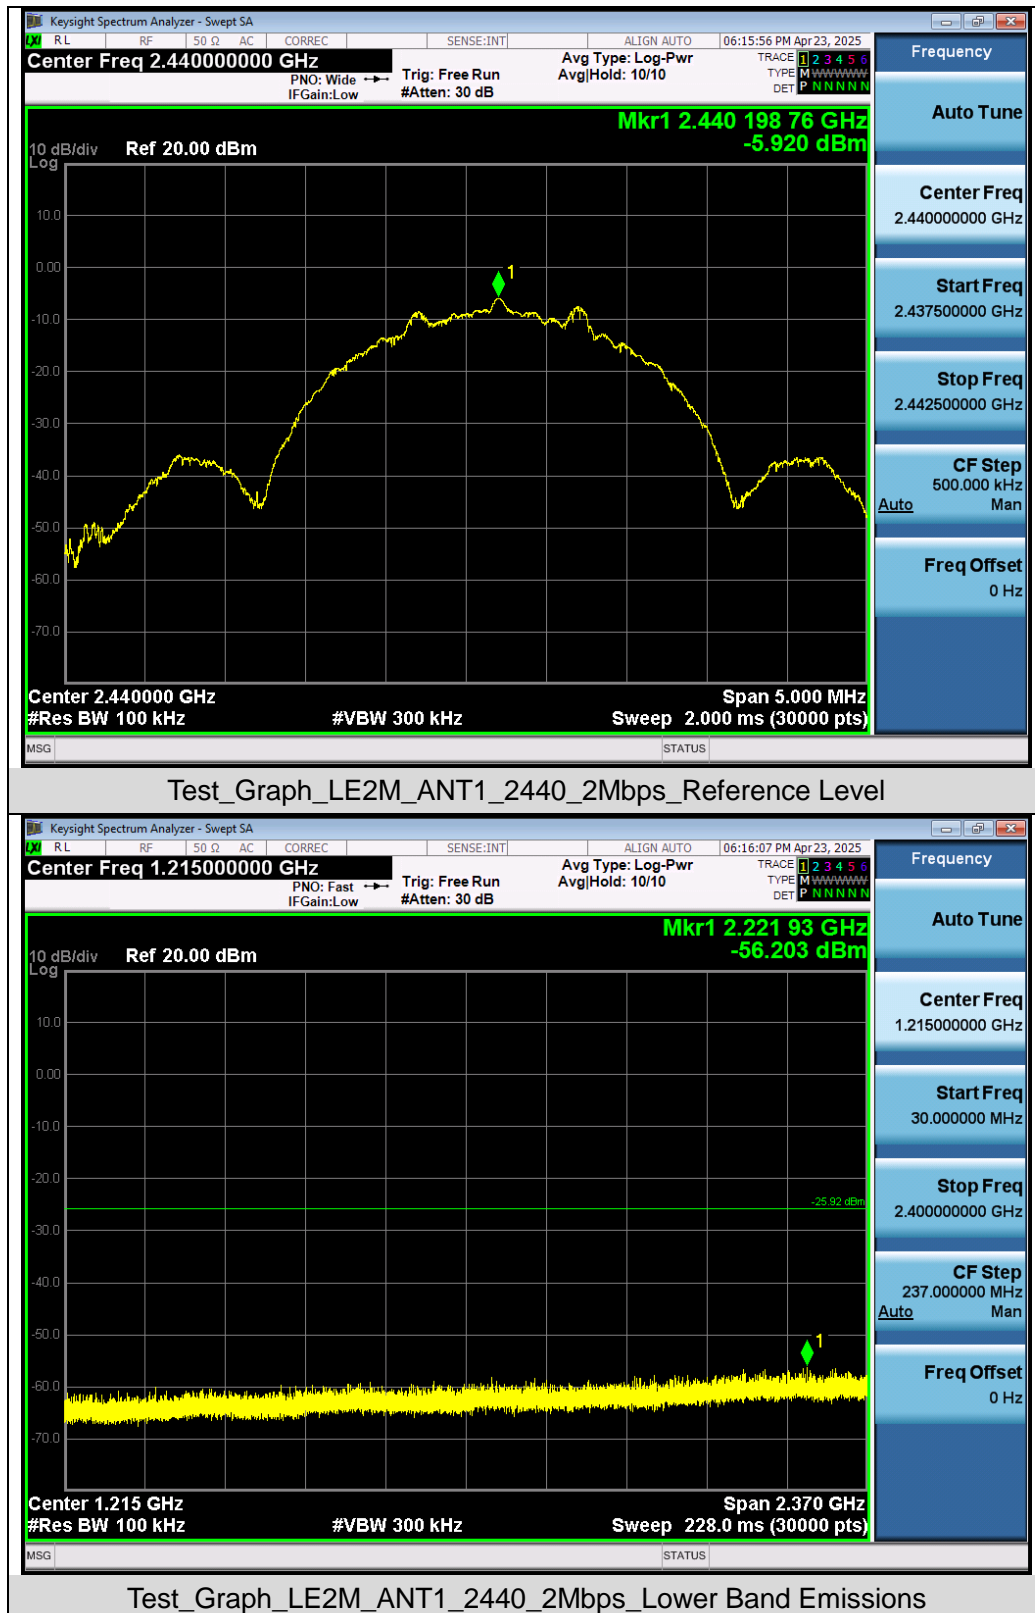 Keysight Spectrum Analyzer - Swept SA
LXI RL RF 50 Ω AC CORREC SENSE:INT ALIGN AUTO 06:15:56 PM Apr 23, 2025
Center Freq 2.440000000 GHz
PNO: Wide
IFGain:Low
Trig: Free Run
#Atten: 30 dB
Avg Type: Log-Pwr
Avg|Hold: 10/10
TRACE 1 2 3 4 5 6
TYPE M W W W W W
DET P N N N N N
Mkr1 2.440 198 76 GHz
-5.920 dBm
10 dB/div Ref 20.00 dBm
Log
10.0
0.00
-10.0
-20.0
-30.0
-40.0
-50.0
-60.0
-70.0
1
Center 2.440000 GHz Span 5.000 MHz
#Res BW 100 kHz #VBW 300 kHz Sweep 2.000 ms (30000 pts)
MSG STATUS
Frequency
Auto Tune
Center Freq
2.440000000 GHz
Start Freq
2.437500000 GHz
Stop Freq
2.442500000 GHz
CF Step
500.000 kHz
Auto Man
Freq Offset
0 Hz
Test_Graph_LE2M_ANT1_2440_2Mbps_Reference Level
Keysight Spectrum Analyzer - Swept SA
LXI RL RF 50 Ω AC CORREC SENSE:INT ALIGN AUTO 06:16:07 PM Apr 23, 2025
Center Freq 1.215000000 GHz
PNO: Fast
IFGain:Low
Trig: Free Run
#Atten: 30 dB
Avg Type: Log-Pwr
Avg|Hold: 10/10
TRACE 1 2 3 4 5 6
TYPE M W W W W W
DET P N N N N N
Mkr1 2.221 93 GHz
-56.203 dBm
10 dB/div Ref 20.00 dBm
Log
10.0
0.00
-10.0
-20.0
-30.0
-40.0
-50.0
-60.0
-70.0
-25.92 dBm
1
Center 1.215 GHz Span 2.370 GHz
#Res BW 100 kHz #VBW 300 kHz Sweep 228.0 ms (30000 pts)
MSG STATUS
Frequency
Auto Tune
Center Freq
1.215000000 GHz
Start Freq
30.000000 MHz
Stop Freq
2.400000000 GHz
CF Step
237.000000 MHz
Auto Man
Freq Offset
0 Hz
Test_Graph_LE2M_ANT1_2440_2Mbps_Lower Band Emissions